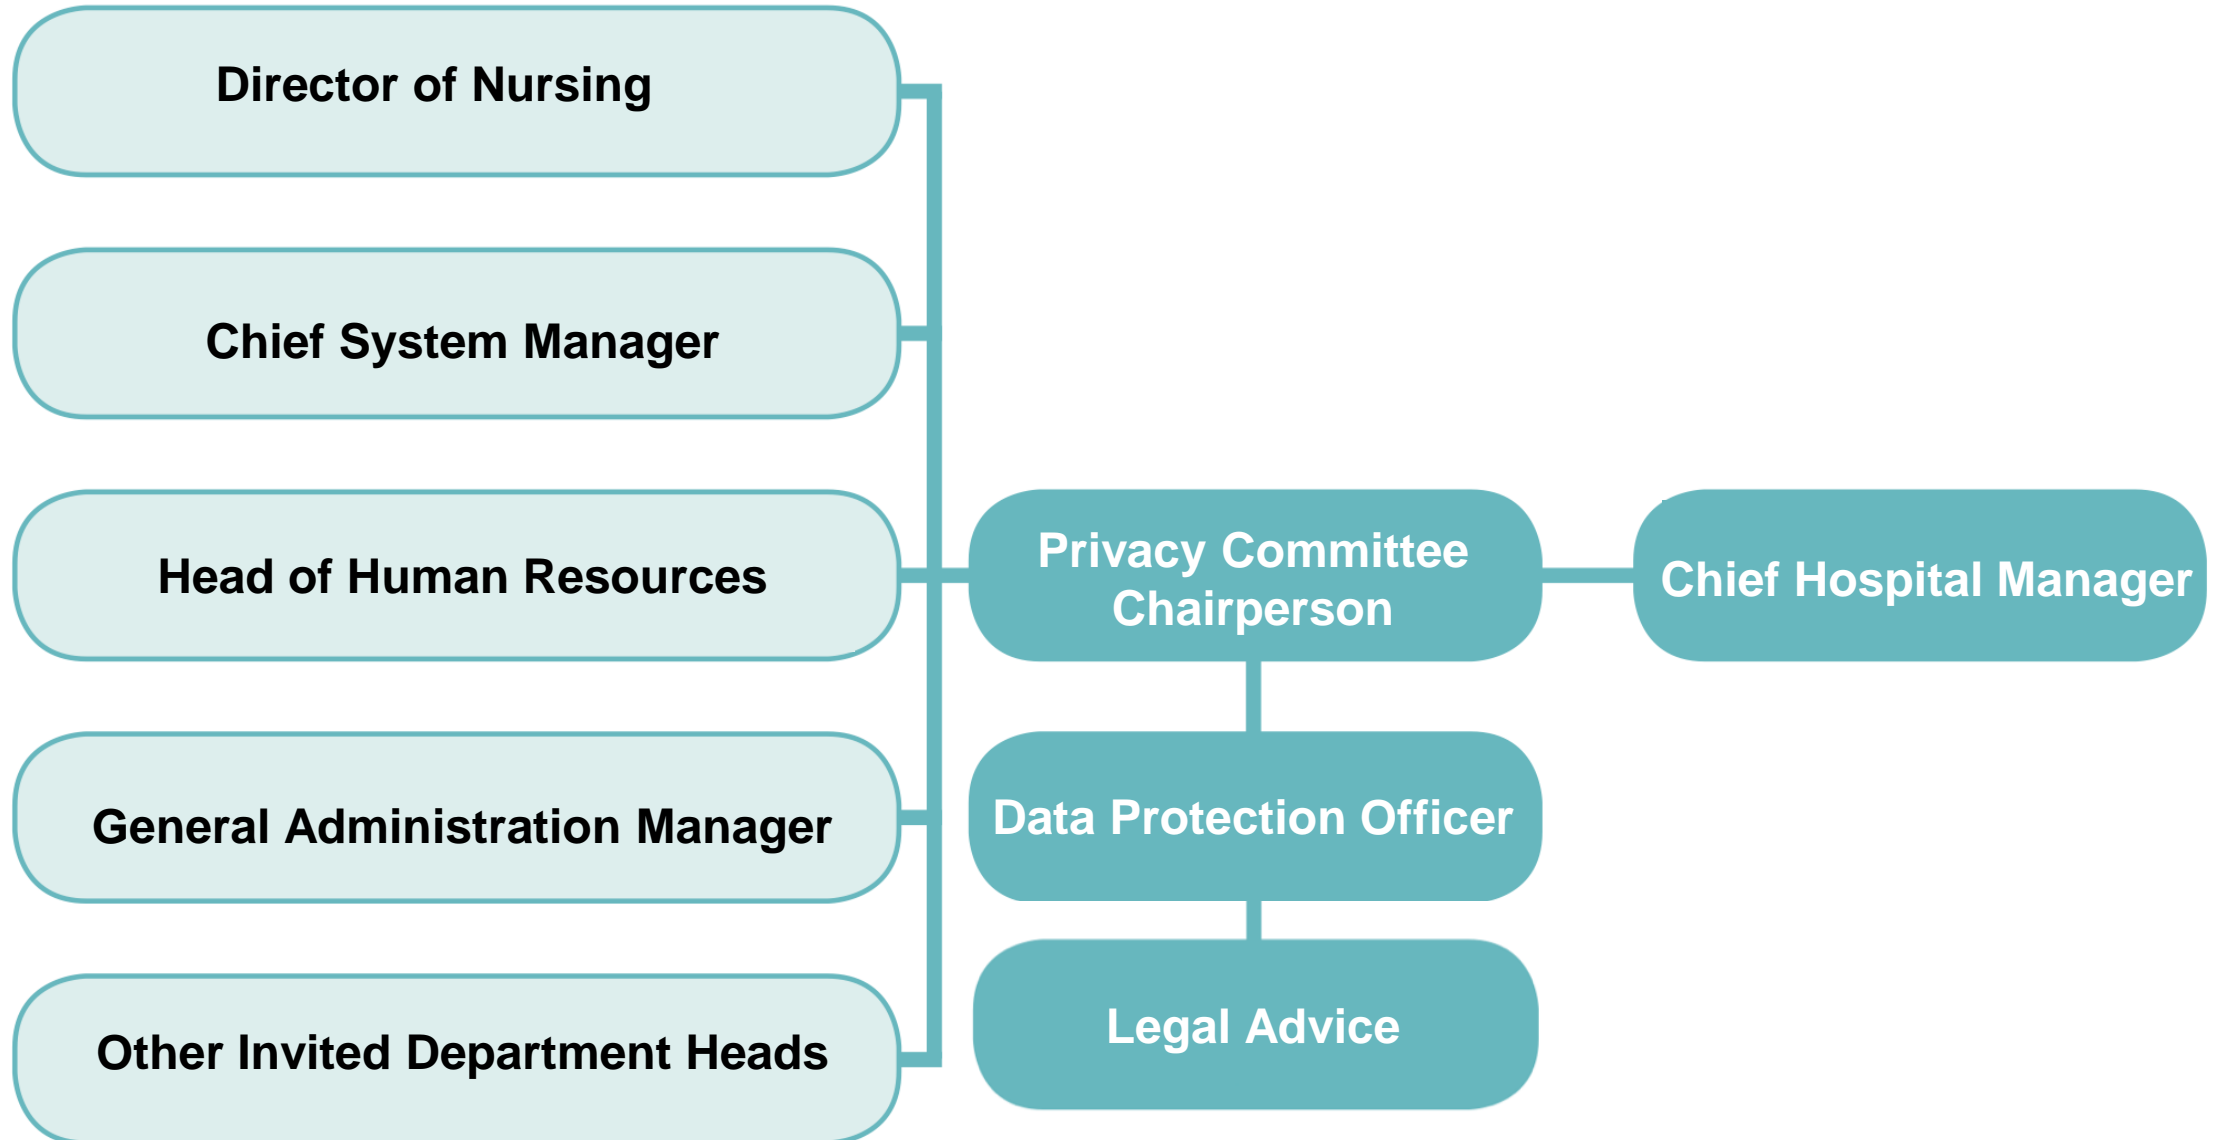 Director of Nursing
Chief System Manager
Head of Human Resources
General Administration Manager
Other Invited Department Heads
Privacy Committee
Chairperson
Data Protection Officer
Legal Advice
Chief Hospital Manager